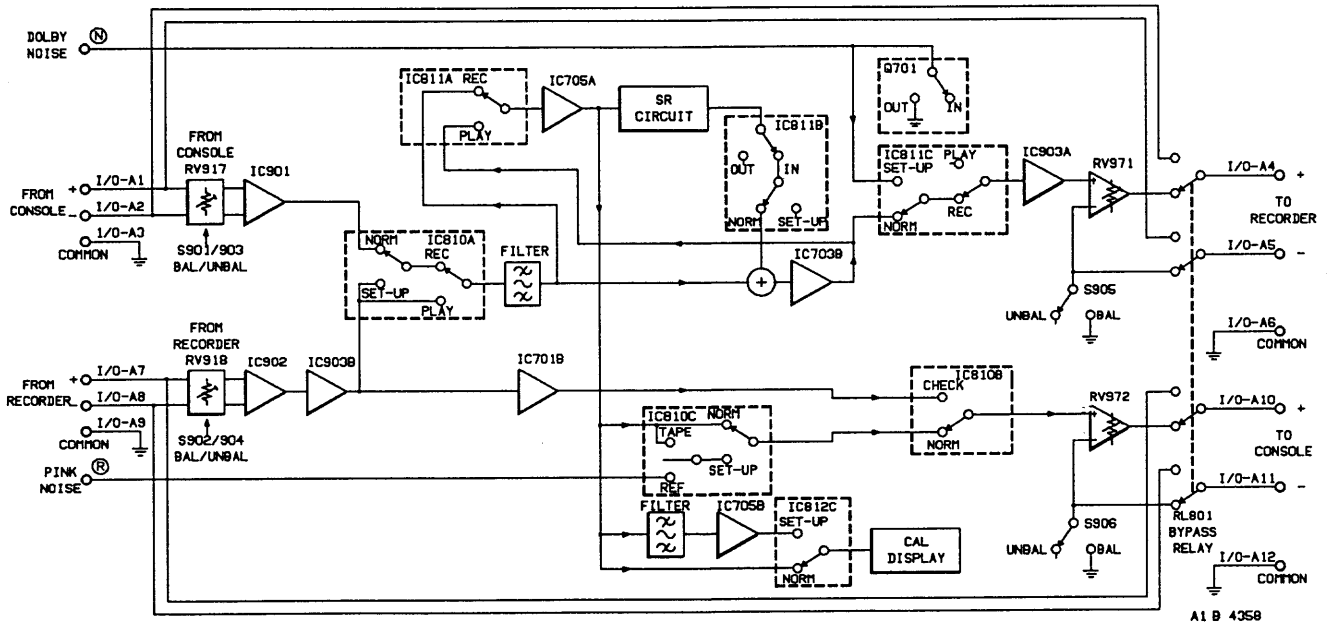 DOLBY
NOISE
N
IC811A REC
PLAY
IC705A
SR
CIRCUIT
IC811B
OUT
IN
NORM
SET-UP
Q701
OUT
IN
IC811C PLAY
SET-UP
REC
NORM
IC903A
RV971
I/O-A4 +
TO
RECORDER
I/O-A5 -
FROM
CONSOLE
RV917
IC901
FROM
CONSOLE
+ I/O-A1
- I/O-A2
I/O-A3
COMMON
S901/903
BAL/UNBAL
NORM
IC810A
REC
SET-UP
PLAY
FILTER
IC703B
S905
UNBAL
BAL
I/O-A6
COMMON
FROM
RECORDER
RV918
IC902
IC903B
IC701B
FROM
RECORDER
+ I/O-A7
- I/O-A8
I/O-A9
COMMON
S902/904
BAL/UNBAL
PINK
NOISE
R
IC810C
NORM
TAPE
SET-UP
REF
IC810B
CHECK
NORM
RV972
I/O-A10 +
TO
CONSOLE
I/O-A11 -
RL801
BYPASS
RELAY
FILTER
IC705B
IC812C
SET-UP
NORM
CAL
DISPLAY
S906
UNBAL
BAL
I/O-A12
COMMON
A1 B 4358